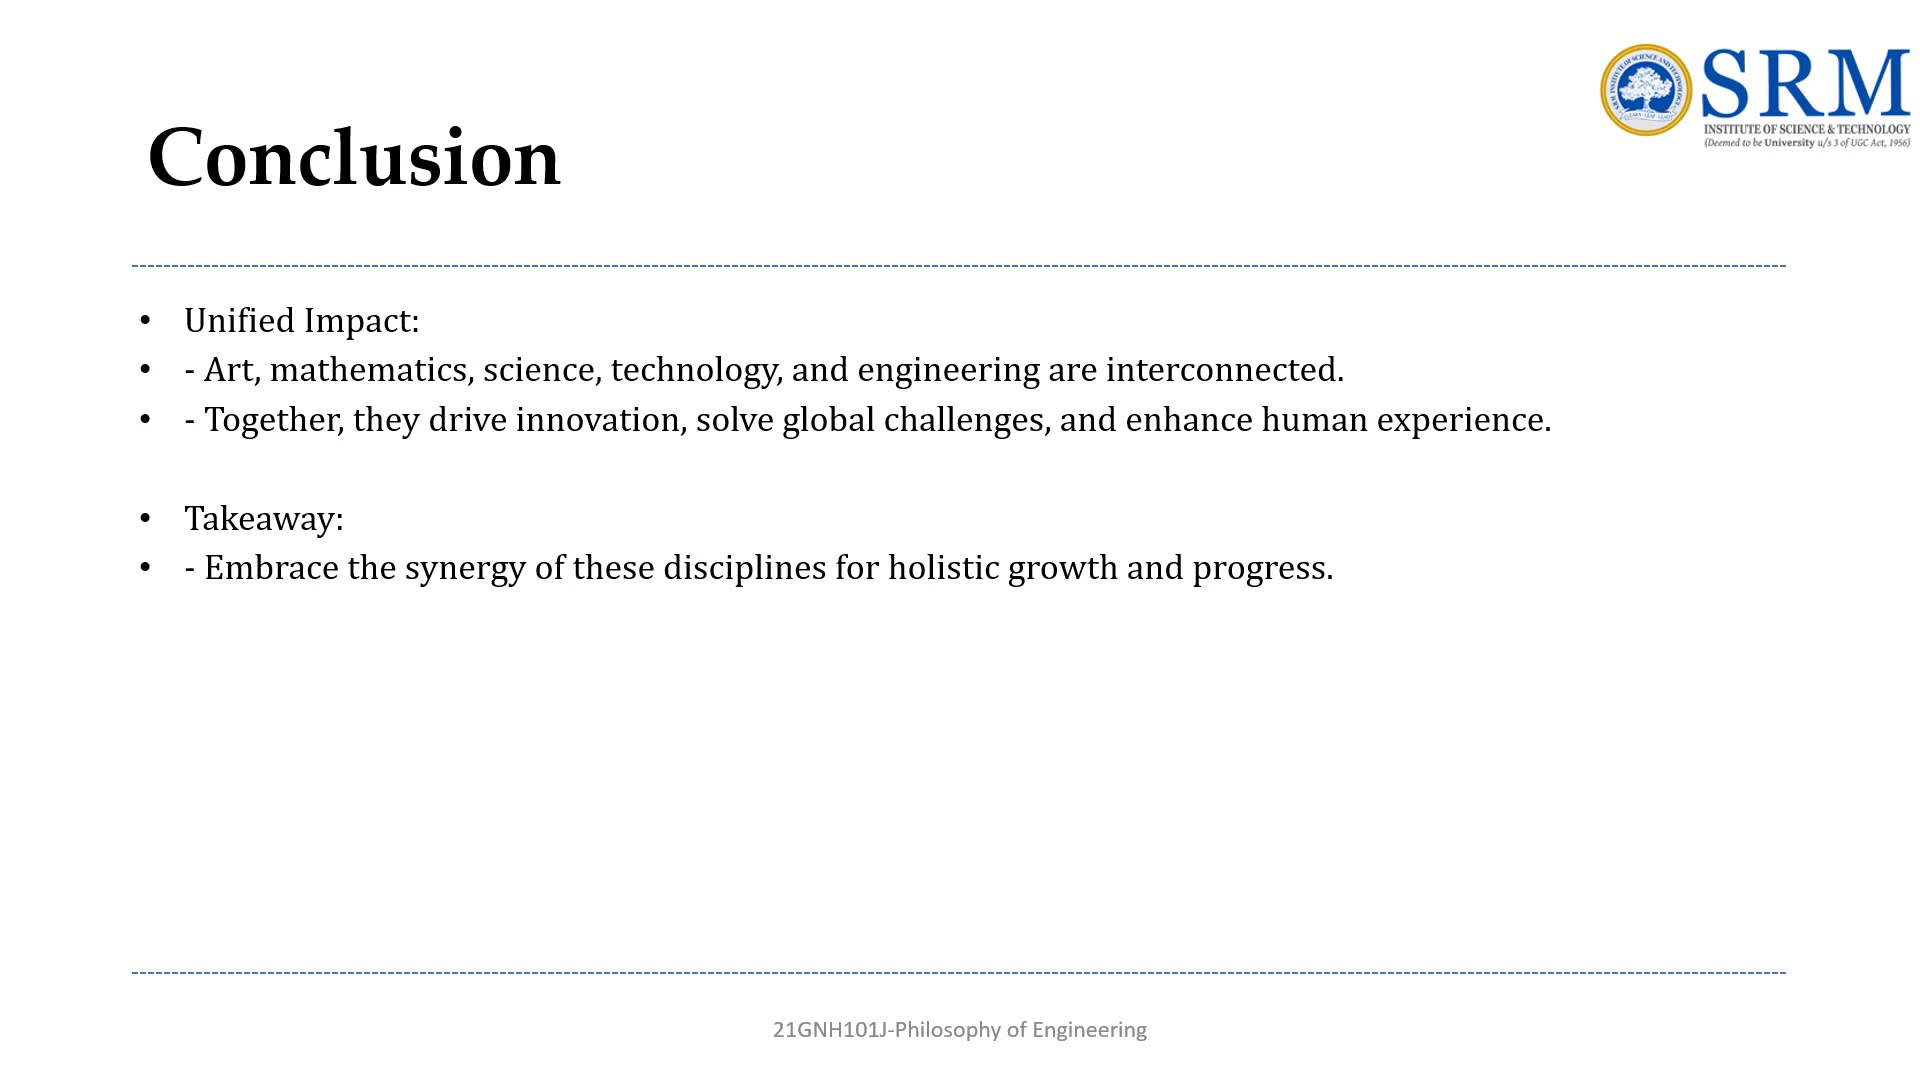 SRM
INSTITUTE OF SCIENCE & TECHNOLOGY
(Deemed to be University u/s 3 of UGC Act, 1956)
Conclusion
• Unified Impact:
• - Art, mathematics, science, technology, and engineering are interconnected.
• - Together, they drive innovation, solve global challenges, and enhance human experience.
• Takeaway:
• - Embrace the synergy of these disciplines for holistic growth and progress.
21GNH101J-Philosophy of Engineering